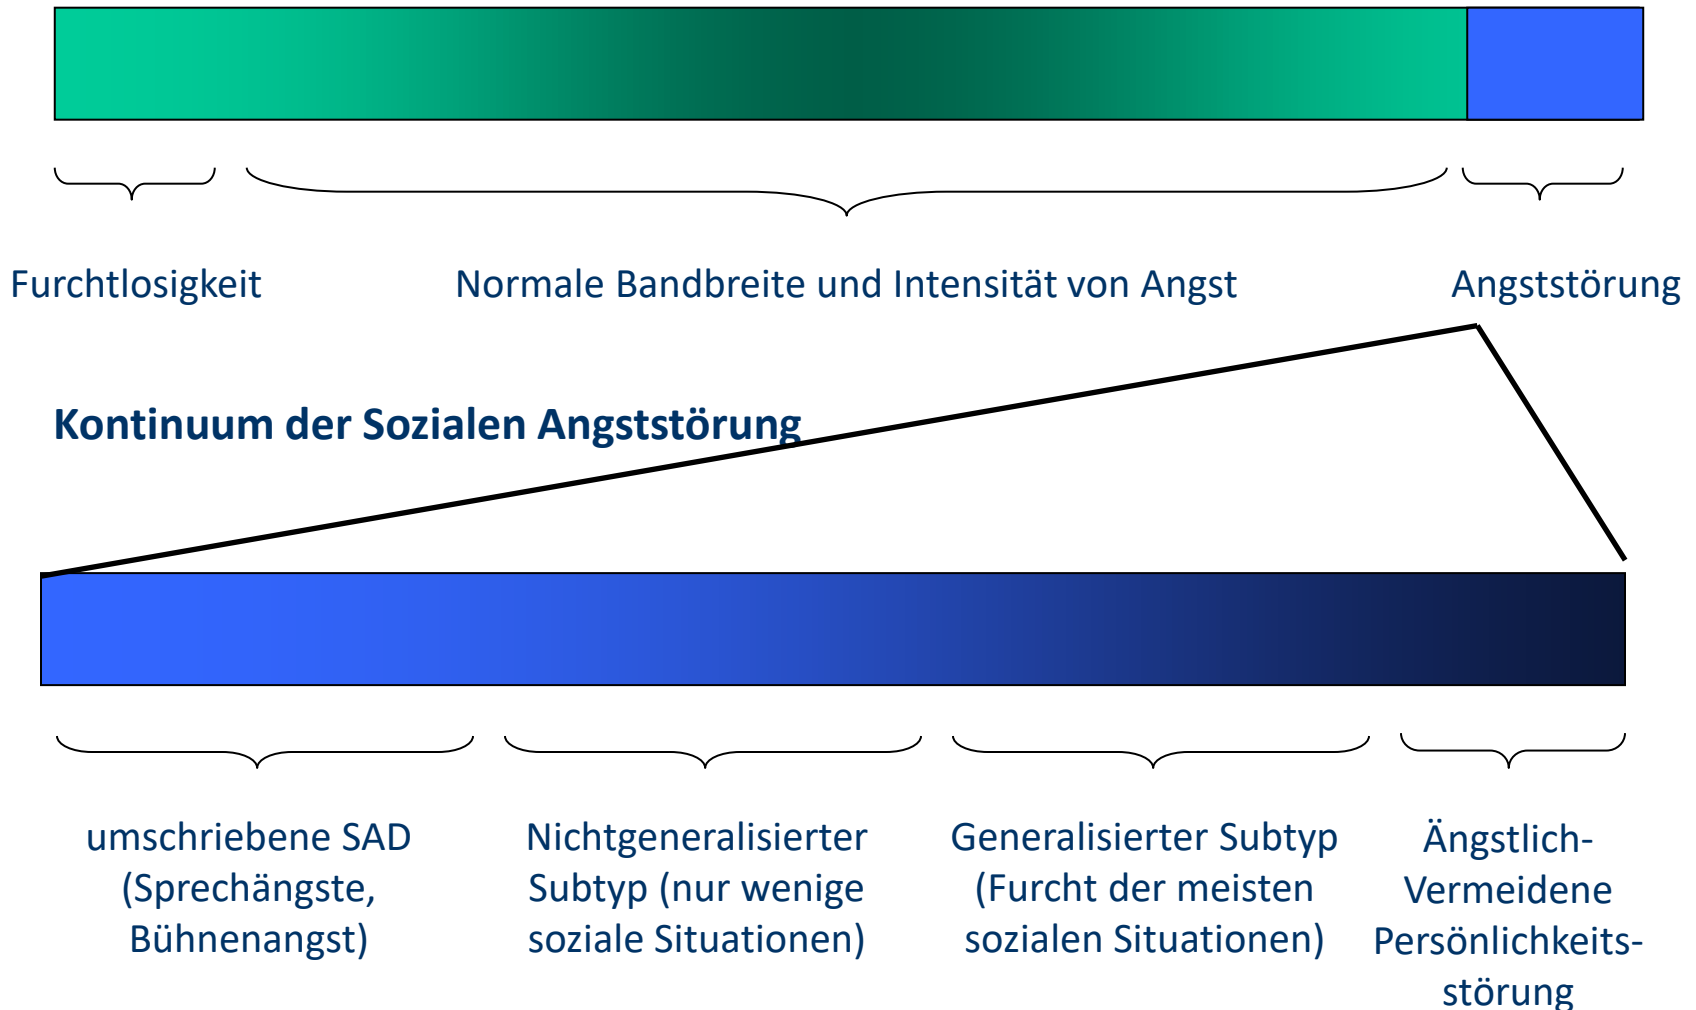 Furchtlosigkeit
Normale Bandbreite und Intensität von Angst
Angststörung
Kontinuum der Sozialen Angststörung
umschriebene SAD
(Sprechängste,
Bühnenangst)
Nichtgeneralisierter
Subtyp (nur wenige
soziale Situationen)
Generalisierter Subtyp
(Furcht der meisten
sozialen Situationen)
Ängstlich-
Vermeidene
Persönlichkeits-
störung